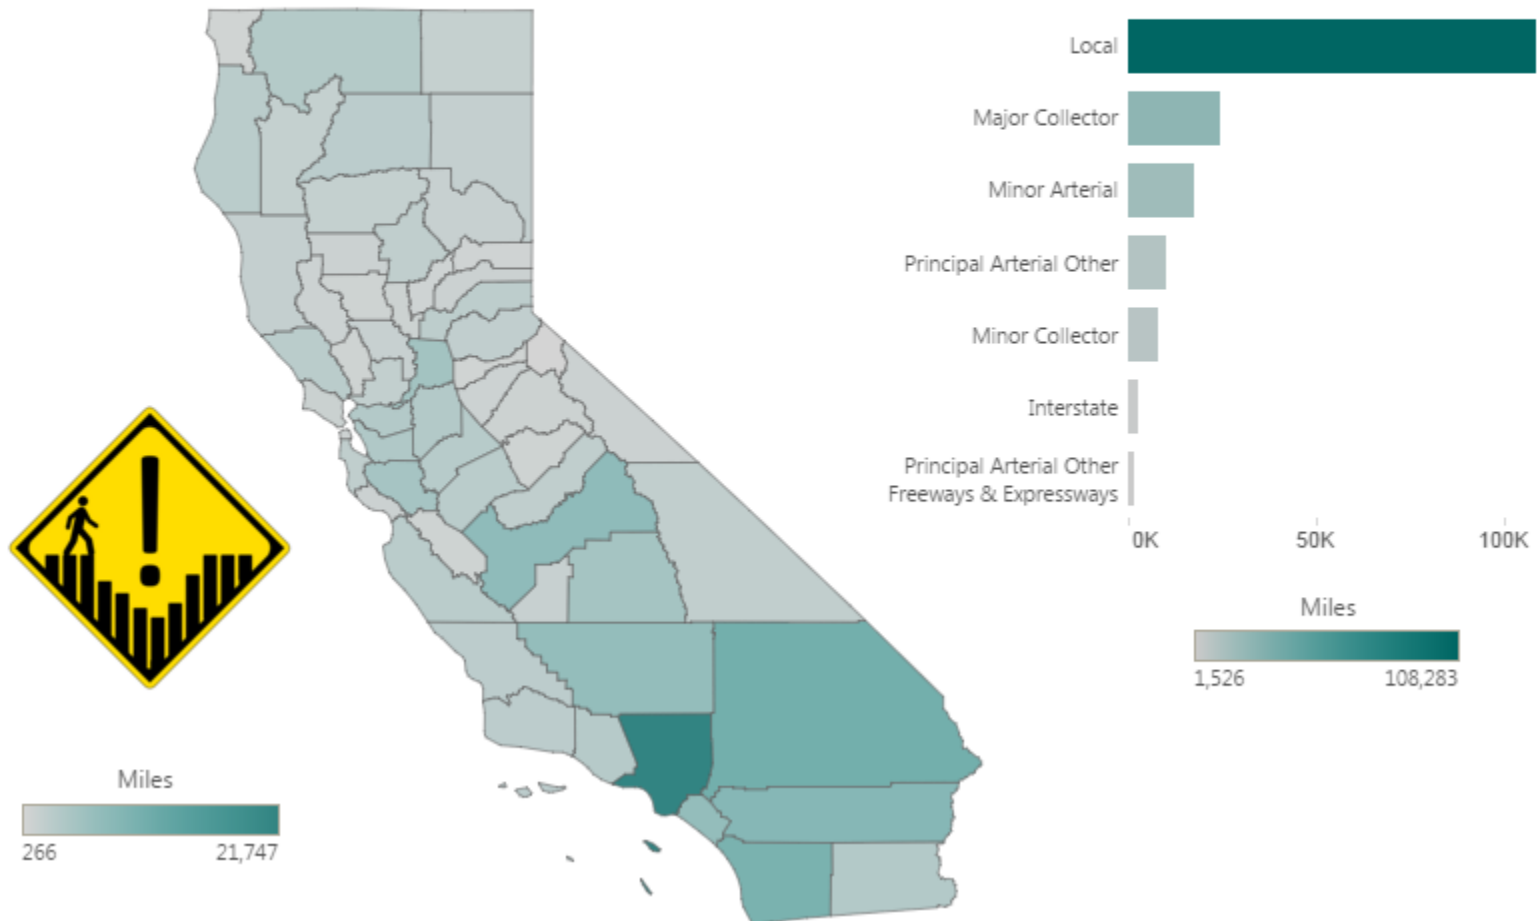 Local
Major Collector
Minor Arterial
Principal Arterial Other
Minor Collector
Interstate
Principal Arterial Other
Freeways & Expressways
0K 50K 100K
Miles
1,526 108,283
!
Miles
266 21,747